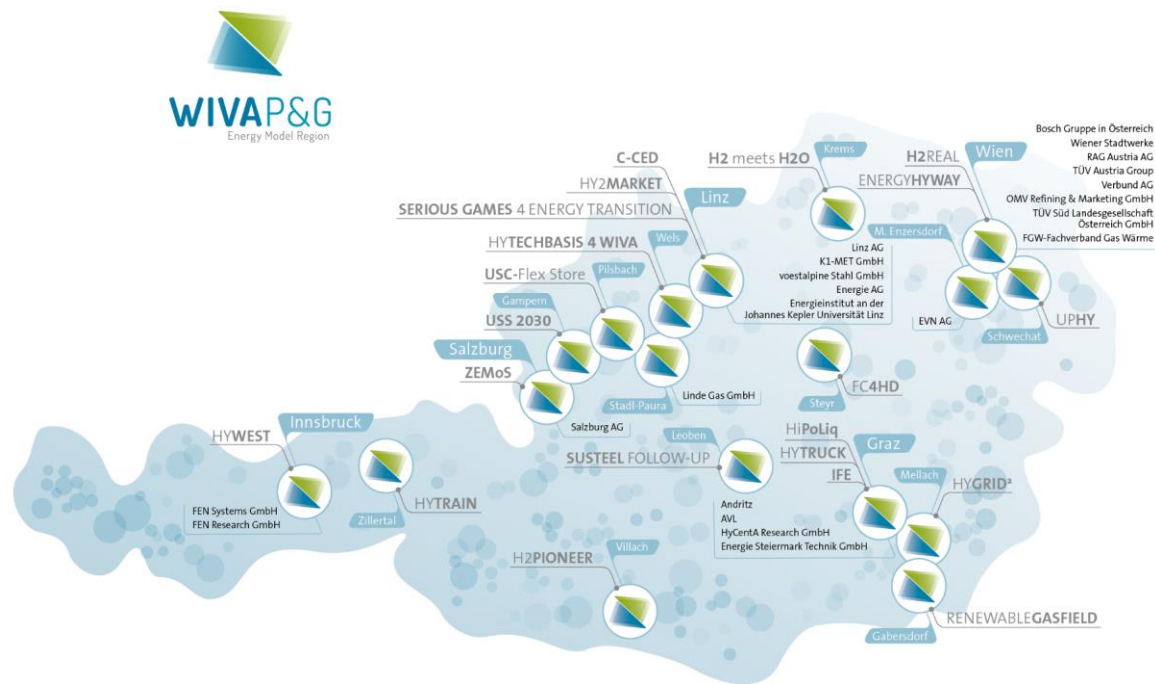 WIVAP&G
Energy Model Region
Bosch Gruppe in Österreich
Wiener Stadtwerke
RAG Austria AG
TÜV Austria Group
Verbund AG
OMV Refining & Marketing GmbH
TÜV Süd Landesgesellschaft
Österreich GmbH
FGW-Fachverband Gas Wärme
Wien
H2REAL
ENERGYHYWAY
Krems
H2 meets H2O
C-CED
HY2MARKET
SERIOUS GAMES 4 ENERGY TRANSITION
Linz
HYTECHBASIS 4 WIVA
Wels
USC-Flex Store
Pilsbach
Gampern
USS 2030
Salzburg
ZEMoS
M. Enzersdorf
Linz AG
K1-MET GmbH
voestalpine Stahl GmbH
Energie AG
Energieinstitut an der
Johannes Kepler Universität Linz
EVN AG
UPHY
Schwechat
Stadl-Paura
Linde Gas GmbH
Salzburg AG
FC4HD
Steyr
Innsbruck
HYWEST
FEN Systems GmbH
FEN Research GmbH
HYTRAIN
Zillertal
Leoben
SUSTEEL FOLLOW-UP
HiPoLiq
HYTRUCK
IFE
Graz
Mellach
HYGRID²
Andritz
AVL
HyCentA Research GmbH
Energie Steiermark Technik GmbH
Villach
H2PIONEER
RENEWABLEGASFIELD
Gabersdorf